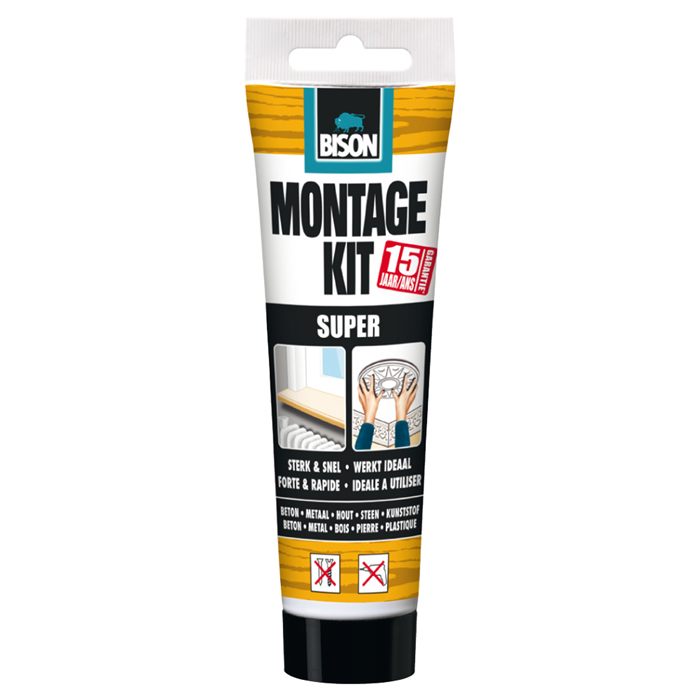 BISON
MONTAGE
KIT
15
JAAR/ANS
GARANTIE
SUPER
STERK & SNEL • WERKT IDEAAL
FORTE & RAPIDE • IDEALE A UTILISER
BETON • METAAL • HOUT • STEEN • KUNSTSTOF
BETON • METAL • BOIS • PIERRE • PLASTIQUE